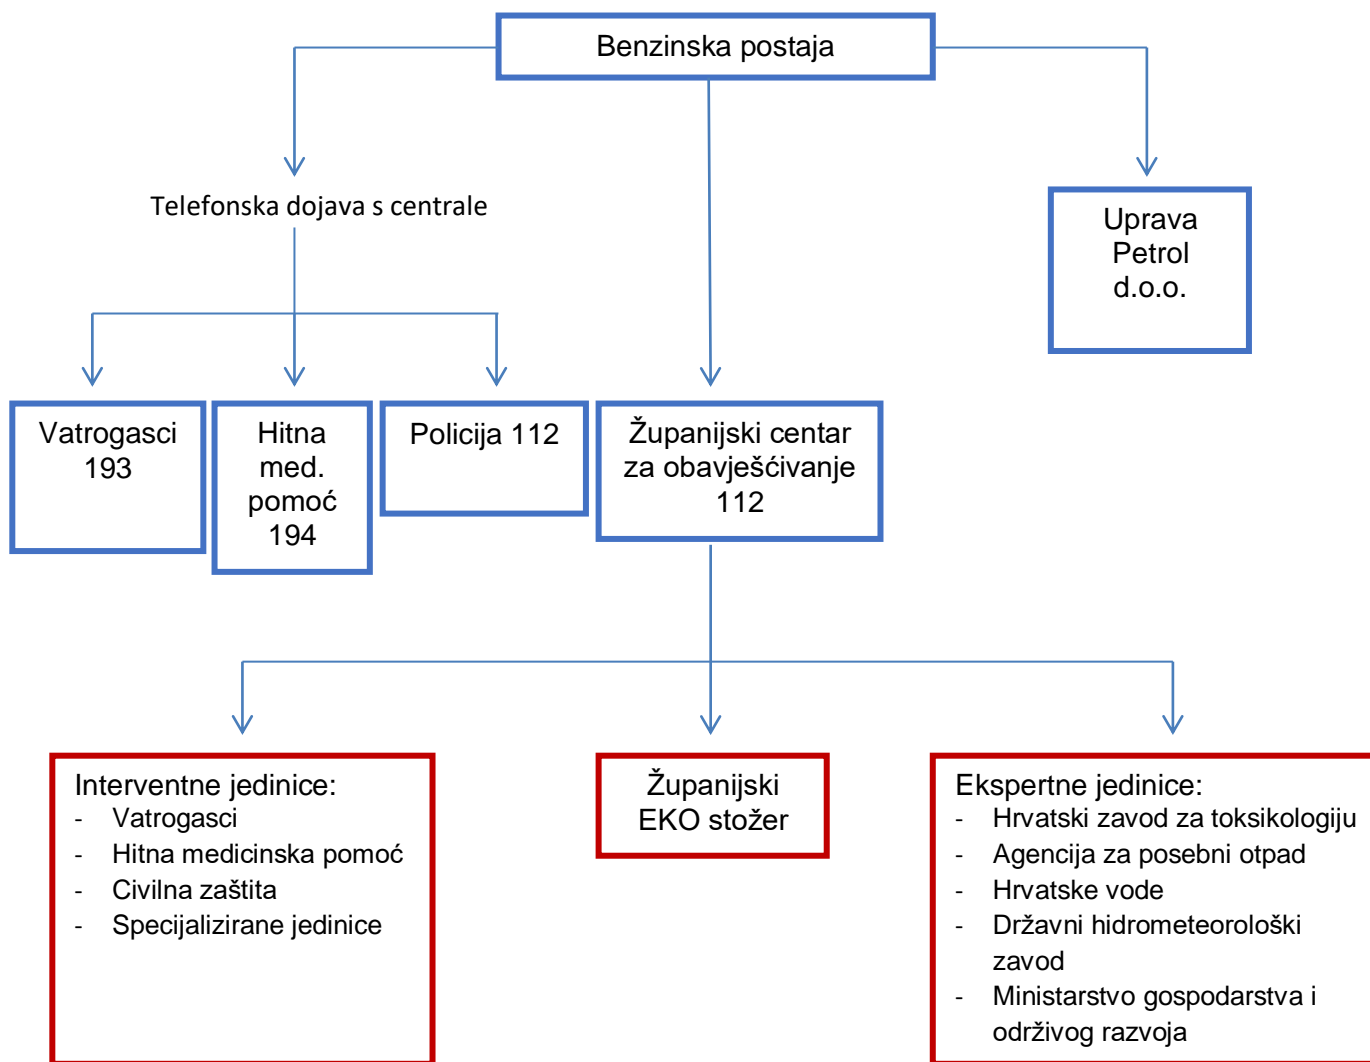 Benzinska postaja
Telefonska dojava s centrale
Uprava
Petrol
d.o.o.
Vatrogasci
193
Hitna
med.
pomoć
194
Policija 112
Županijski centar
za obavješćivanje
112
Interventne jedinice:
- Vatrogasci
- Hitna medicinska pomoć
- Civilna zaštita
- Specijalizirane jedinice
Županijski
EKO stožer
Ekspertne jedinice:
- Hrvatski zavod za toksikologiju
- Agencija za posebni otpad
- Hrvatske vode
- Državni hidrometeorološki
zavod
- Ministarstvo gospodarstva i
održivog razvoja